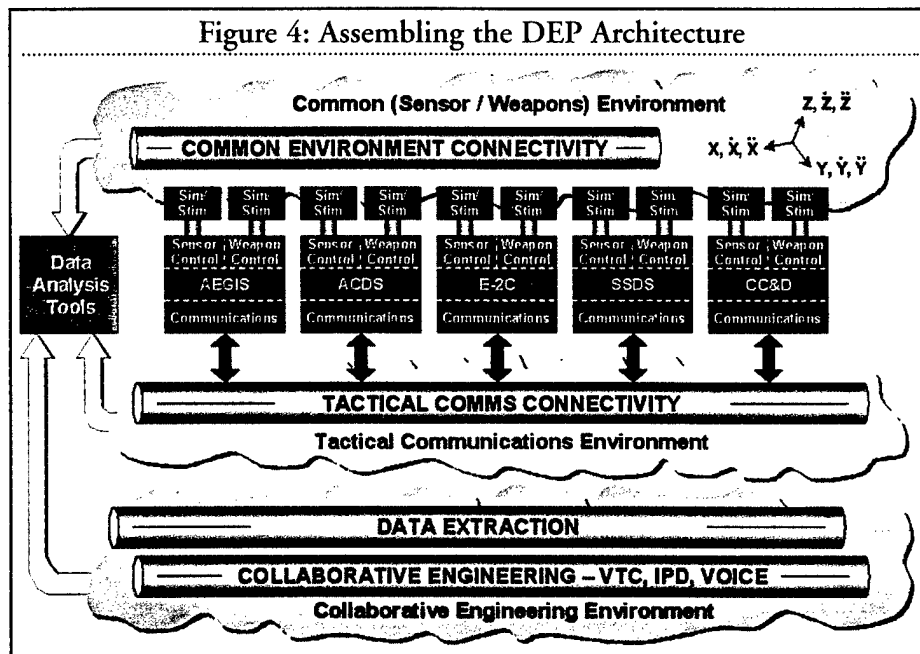 Figure 4: Assembling the DEP Architecture
Common (Sensor / Weapons) Environment
Z, Ż, Z̈
X, Ẋ, Ẍ
Y, Ẏ, Ÿ
COMMON ENVIRONMENT CONNECTIVITY
Sim/ Sim/ Sim/ Sim/ Sim/ Sim/ Sim/ Sim/ Sim/ Sim/
Stim Stim Stim Stim Stim Stim Stim Stim Stim Stim
Sensor Weapon Sensor Weapon Sensor Weapon Sensor Weapon Sensor Weapon
Control Control Control Control Control Control Control Control Control Control
AEGIS ACDS E-2C SSDS CC&D
Communications Communications Communications Communications Communications
Data
Analysis
Tools
TACTICAL COMMS CONNECTIVITY
Tactical Communications Environment
DATA EXTRACTION
COLLABORATIVE ENGINEERING – VTC, IPD, VOICE
Collaborative Engineering Environment